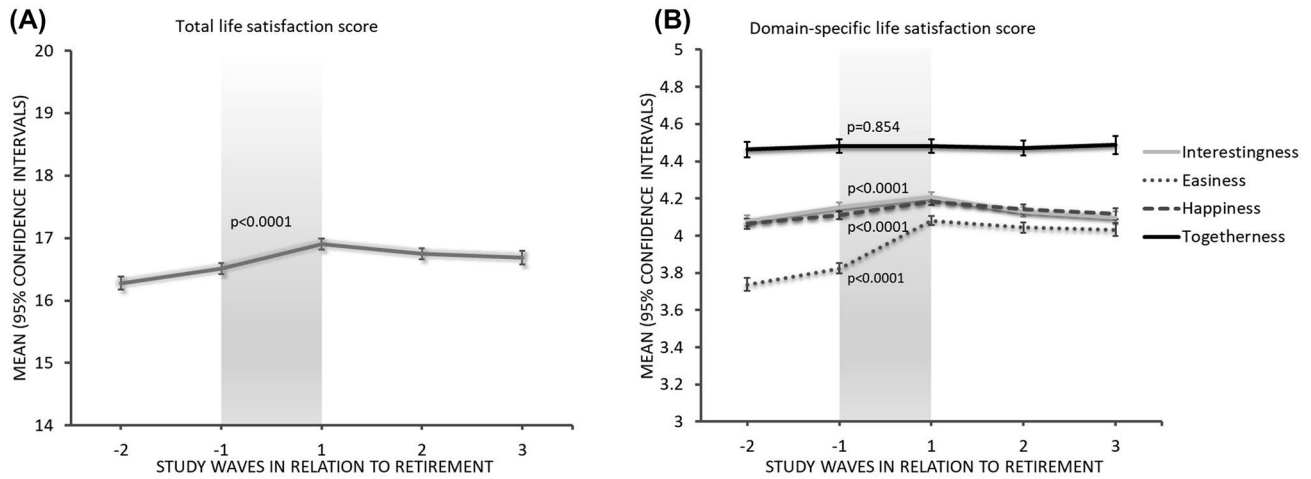 (A)
Total life satisfaction score
MEAN (95% CONFIDENCE INTERVALS)
20
19
18
17
16
15
14
p<0.0001
-2
-1
1
2
3
STUDY WAVES IN RELATION TO RETIREMENT
(B)
Domain-specific life satisfaction score
MEAN (95% CONFIDENCE INTERVALS)
5
4.8
4.6
4.4
4.2
4
3.8
3.6
3.4
3.2
3
p=0.854
p<0.0001
p<0.0001
p<0.0001
-2
-1
1
2
3
STUDY WAVES IN RELATION TO RETIREMENT
Interestingness
Easiness
Happiness
Togetherness